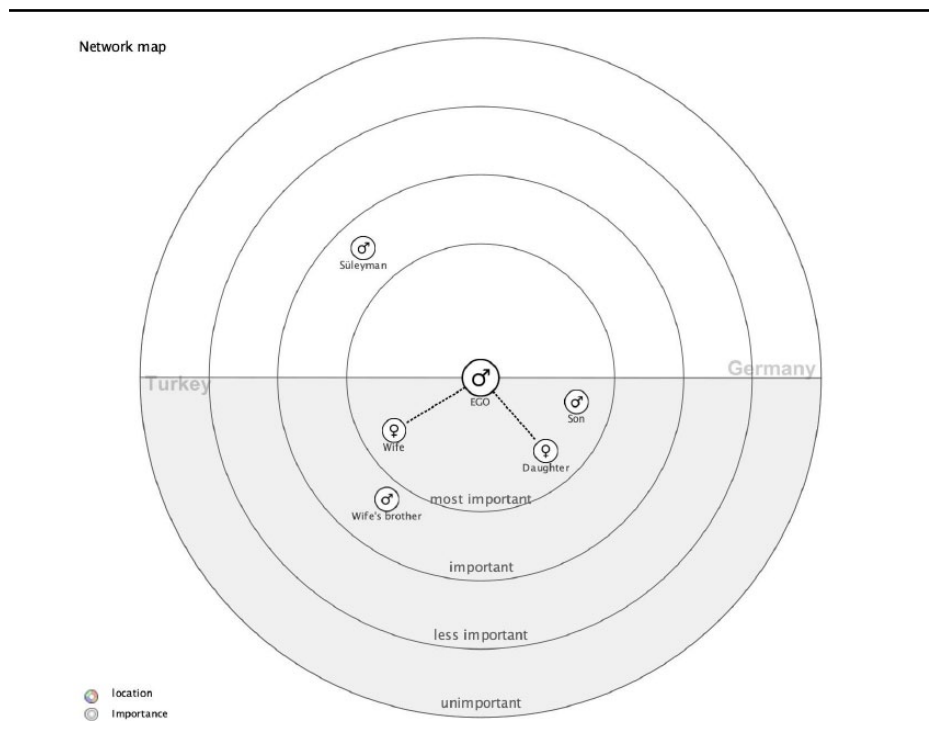 Network map
Süleyman
Germany
Turkey
EGO
Son
Wife
Daughter
most important
Wife's brother
important
less important
unimportant
location
Importance